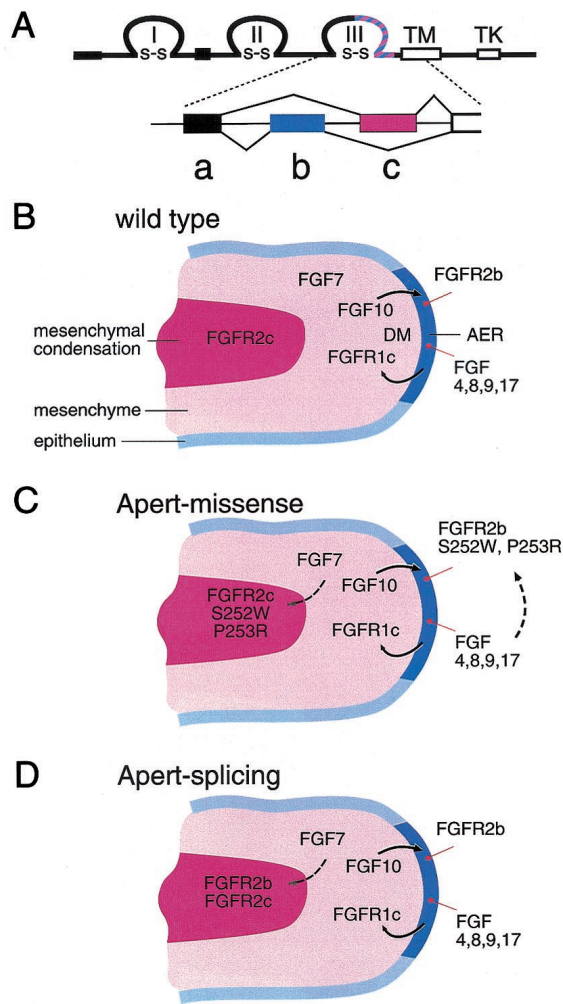 A
I
II
III
TM
TK
S-S
S-S
S-S
a
b
c
B
wild type
FGF7
FGFR2b
FGF10
mesenchymal
condensation
FGFR2c
DM
AER
FGFR1c
FGF
4,8,9,17
mesenchyme
epithelium
C
Apert-missense
FGFR2b
S252W, P253R
FGF7
FGF10
FGFR2c
S252W
P253R
FGFR1c
FGF
4,8,9,17
D
Apert-splicing
FGFR2b
FGF7
FGF10
FGFR2b
FGFR2c
FGFR1c
FGF
4,8,9,17